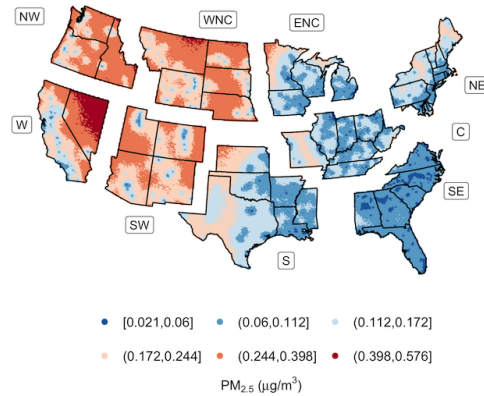 NW
WNC
ENC
NE
W
C
SE
SW
S
[0.021,0.06]
(0.06,0.112]
(0.112,0.172]
(0.172,0.244]
(0.244,0.398]
(0.398,0.576]
PM2.5 (μg/m³)